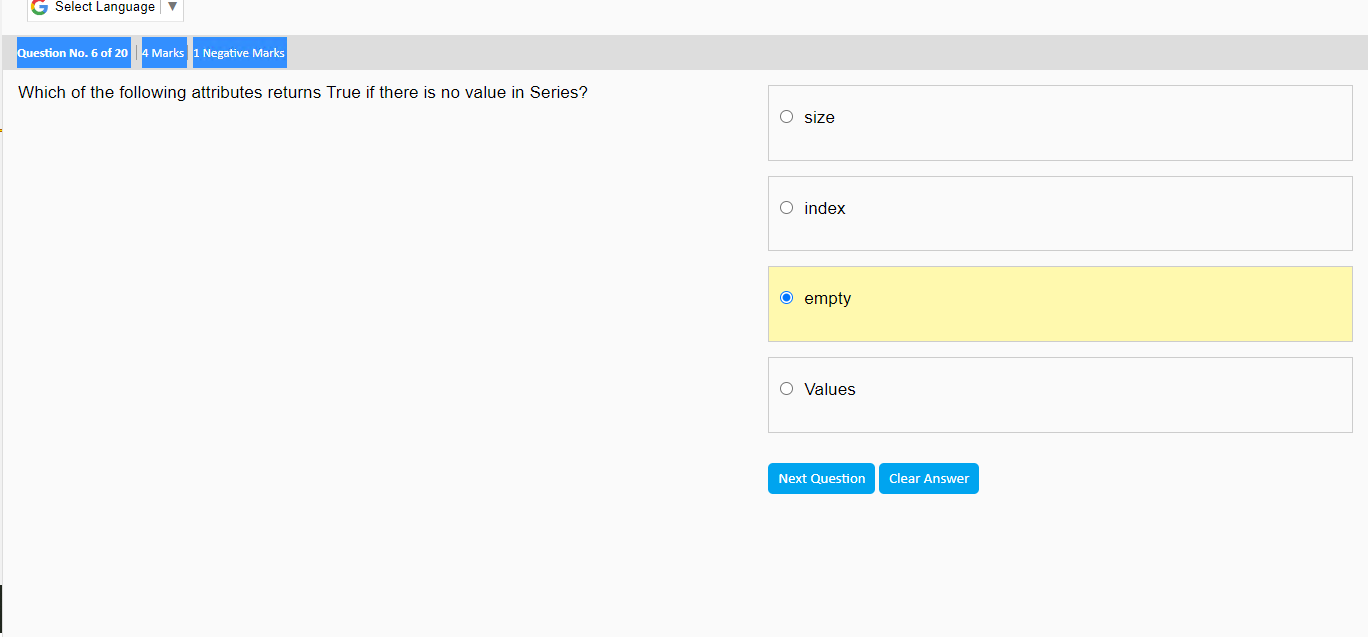 Select Language ▼
Question No. 6 of 20 | 4 Marks | 1 Negative Marks
Which of the following attributes returns True if there is no value in Series?
size
index
empty
Values
Next Question Clear Answer